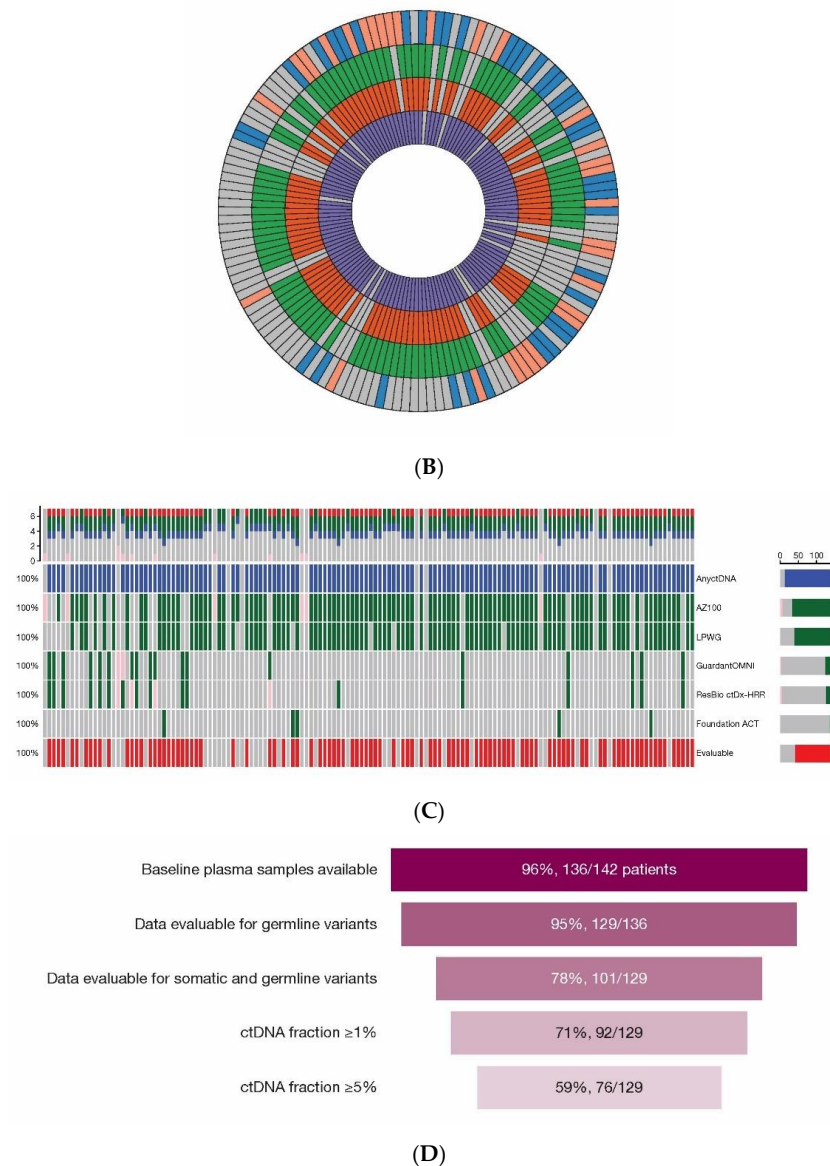 (B)
6
4
2
0
0 50 100
100% AnyctDNA
100% AZ100
100% LPWG
100% GuardantOMNI
100% ResBio ctDx-HRR
100% Foundation ACT
100% Evaluable
(C)
Baseline plasma samples available 96%, 136/142 patients
Data evaluable for germline variants 95%, 129/136
Data evaluable for somatic and germline variants 78%, 101/129
ctDNA fraction ≥1% 71%, 92/129
ctDNA fraction ≥5% 59%, 76/129
(D)